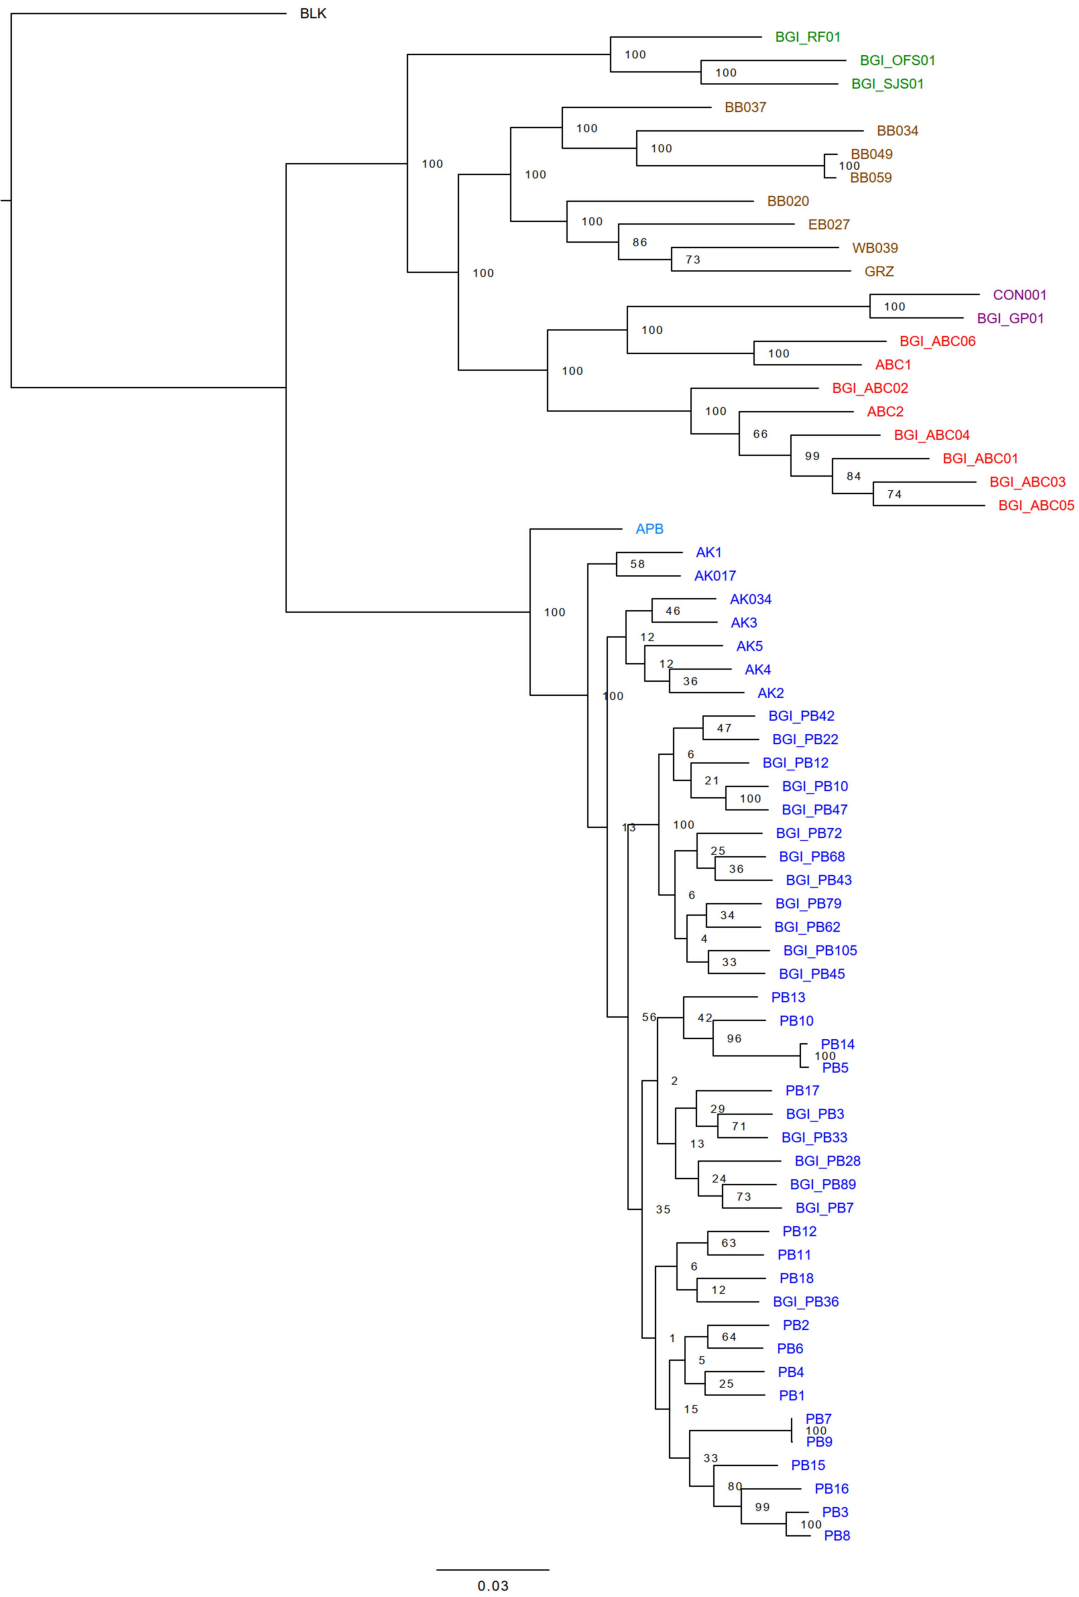 BLK
BGI_RF01
100
BGI_OFS01
100
BGI_SJS01
BB037
100
BB034
100
BB049
100
BB059
100
100
BB020
100
EB027
86
WB039
73
GRZ
100
CON001
100
BGI_GP01
100
BGI_ABC06
100
ABC1
100
BGI_ABC02
100
ABC2
66
BGI_ABC04
99
BGI_ABC01
84
BGI_ABC03
74
BGI_ABC05
APB
AK1
58
AK017
100
AK034
46
AK3
12
AK5
12
AK4
36
AK2
100
BGI_PB42
47
BGI_PB22
6
BGI_PB12
21
BGI_PB10
100
BGI_PB47
13
100
BGI_PB72
25
BGI_PB68
36
BGI_PB43
6
BGI_PB79
34
BGI_PB62
4
BGI_PB105
33
BGI_PB45
PB13
56
42
PB10
96
PB14
100
PB5
2
PB17
29
BGI_PB3
71
BGI_PB33
13
BGI_PB28
24
BGI_PB89
73
BGI_PB7
35
PB12
63
PB11
6
PB18
12
BGI_PB36
PB2
1
64
PB6
5
PB4
25
PB1
15
PB7
100
PB9
33
PB15
80
PB16
99
PB3
100
PB8
0.03